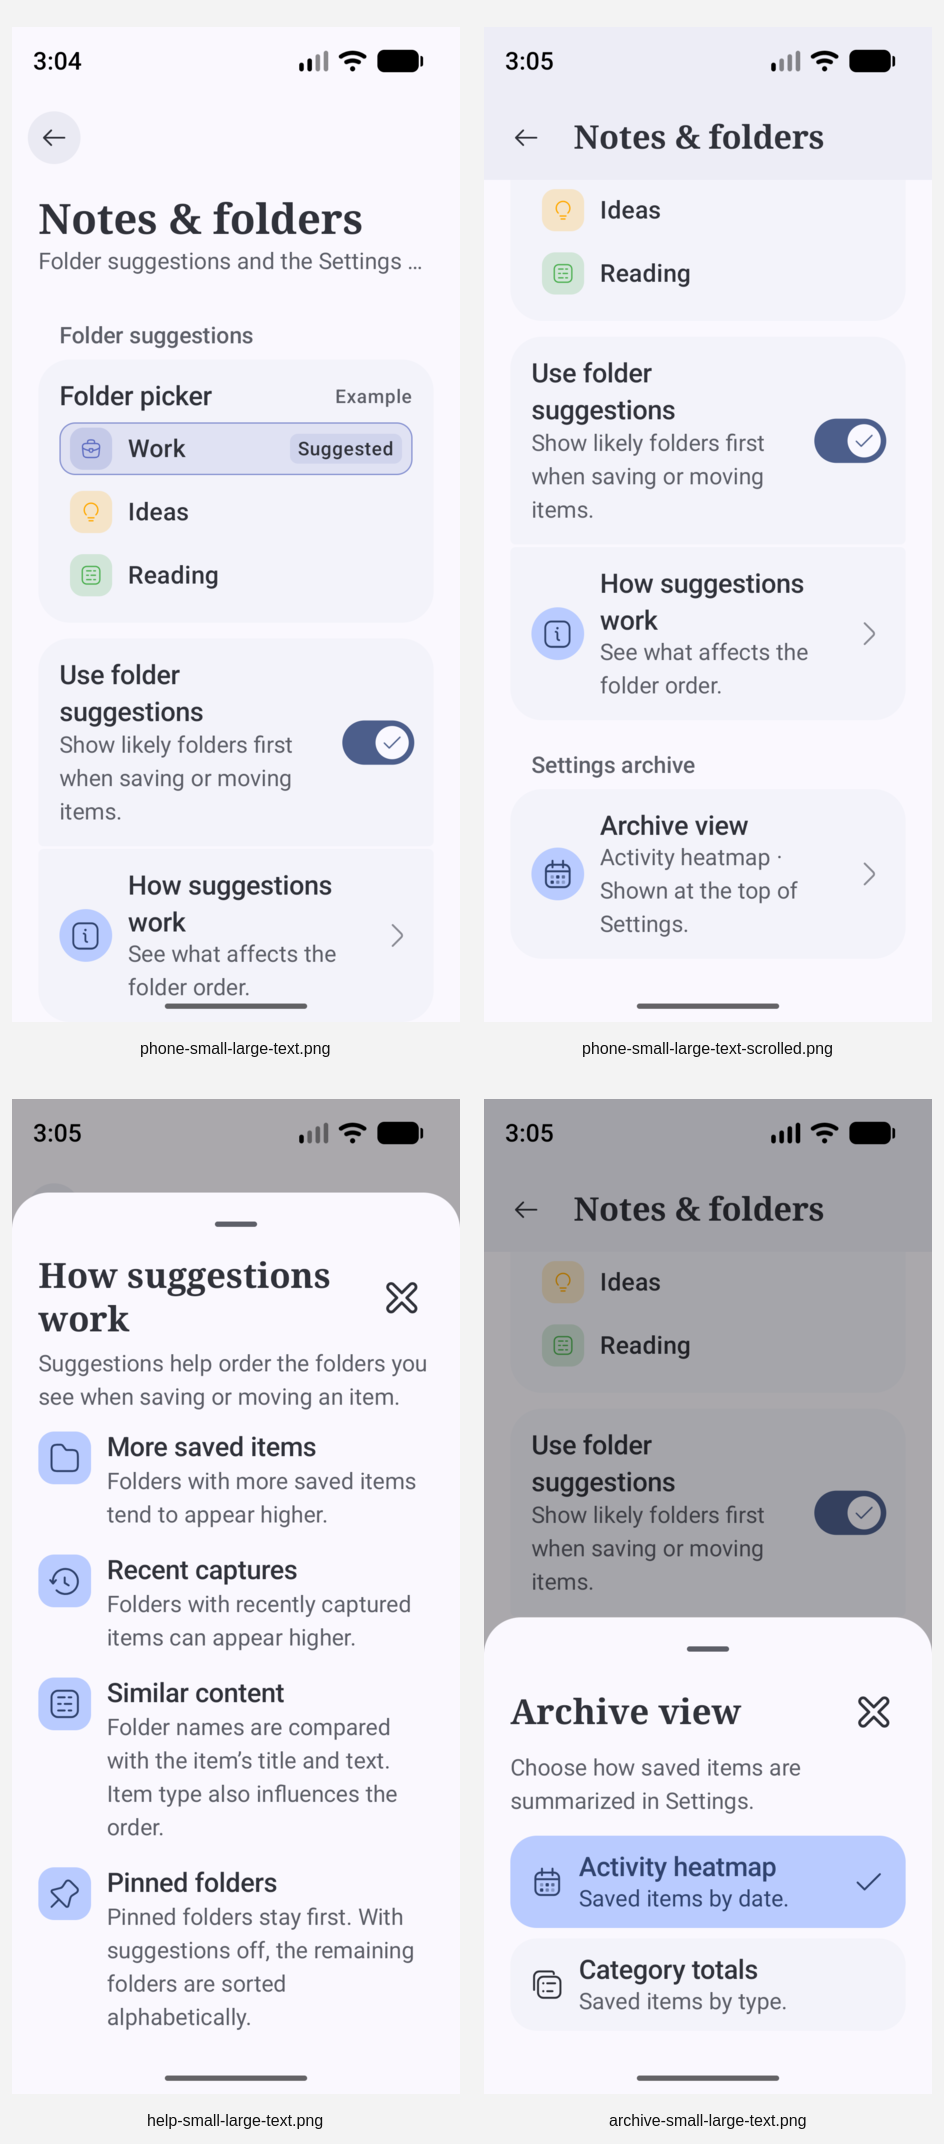 3:04
Notes & folders
Folder suggestions and the Settings ...
Folder suggestions
Folder picker
Example
Work
Suggested
Ideas
Reading
Use folder
suggestions
Show likely folders first
when saving or moving
items.
How suggestions
work
See what affects the
folder order.
phone-small-large-text.png
3:05
Notes & folders
Ideas
Reading
Use folder
suggestions
Show likely folders first
when saving or moving
items.
How suggestions
work
See what affects the
folder order.
Settings archive
Archive view
Activity heatmap ·
Shown at the top of
Settings.
phone-small-large-text-scrolled.png
3:05
How suggestions
work
Suggestions help order the folders you
see when saving or moving an item.
More saved items
Folders with more saved items
tend to appear higher.
Recent captures
Folders with recently captured
items can appear higher.
Similar content
Folder names are compared
with the item’s title and text.
Item type also influences the
order.
Pinned folders
Pinned folders stay first. With
suggestions off, the remaining
folders are sorted
alphabetically.
help-small-large-text.png
3:05
Notes & folders
Ideas
Reading
Use folder
suggestions
Show likely folders first
when saving or moving
items.
Archive view
Choose how saved items are
summarized in Settings.
Activity heatmap
Saved items by date.
Category totals
Saved items by type.
archive-small-large-text.png